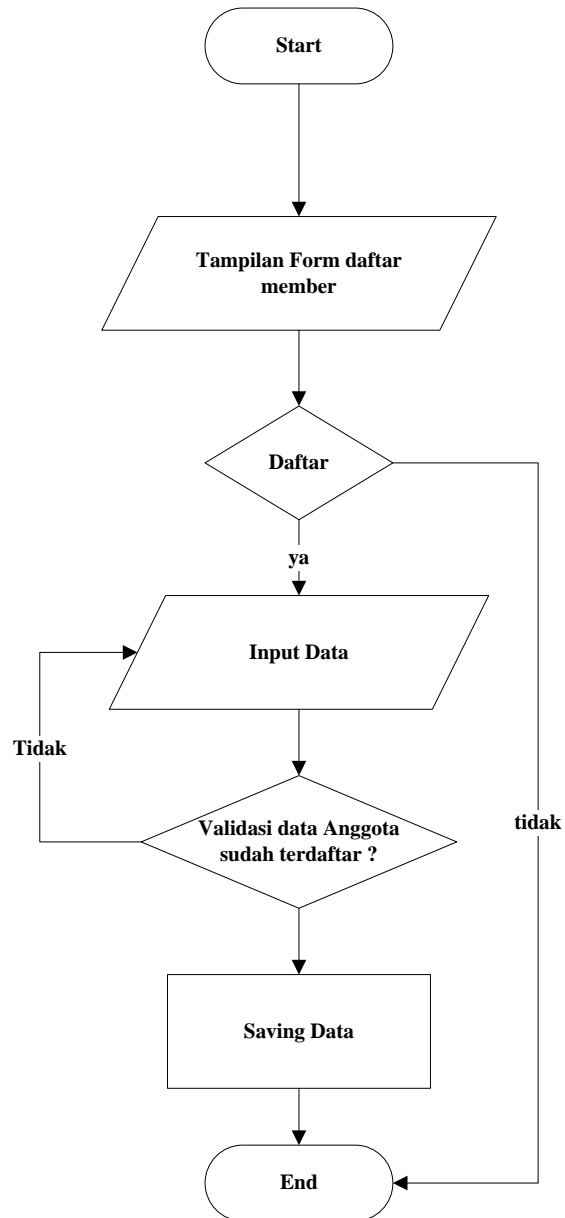 Start
Tampilan Form daftar
member
Daftar
ya
Input Data
Tidak
Validasi data Anggota
sudah terdaftar ?
tidak
Saving Data
End